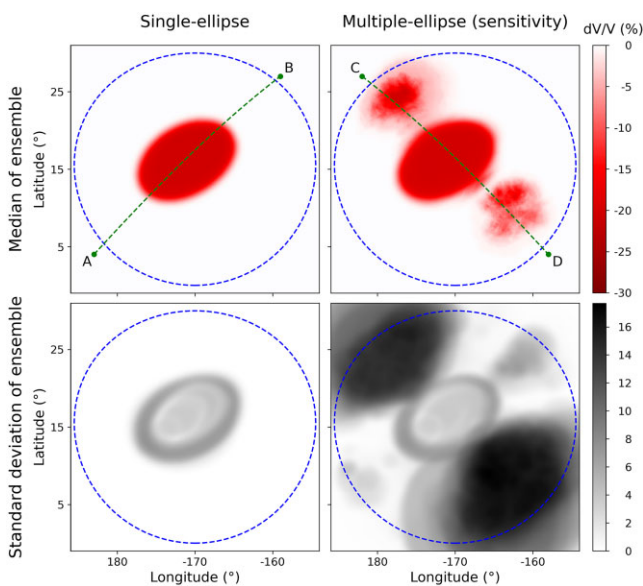 Single-ellipse
Multiple-ellipse (sensitivity)
dV/V (%)
Median of ensemble
Latitude (°)
25
15
5
A
B
C
D
0
-5
-10
-15
-20
-25
-30
Standard deviation of ensemble
Latitude (°)
25
15
5
180
-170
-160
Longitude (°)
180
-170
-160
Longitude (°)
16
14
12
10
8
6
4
2
0